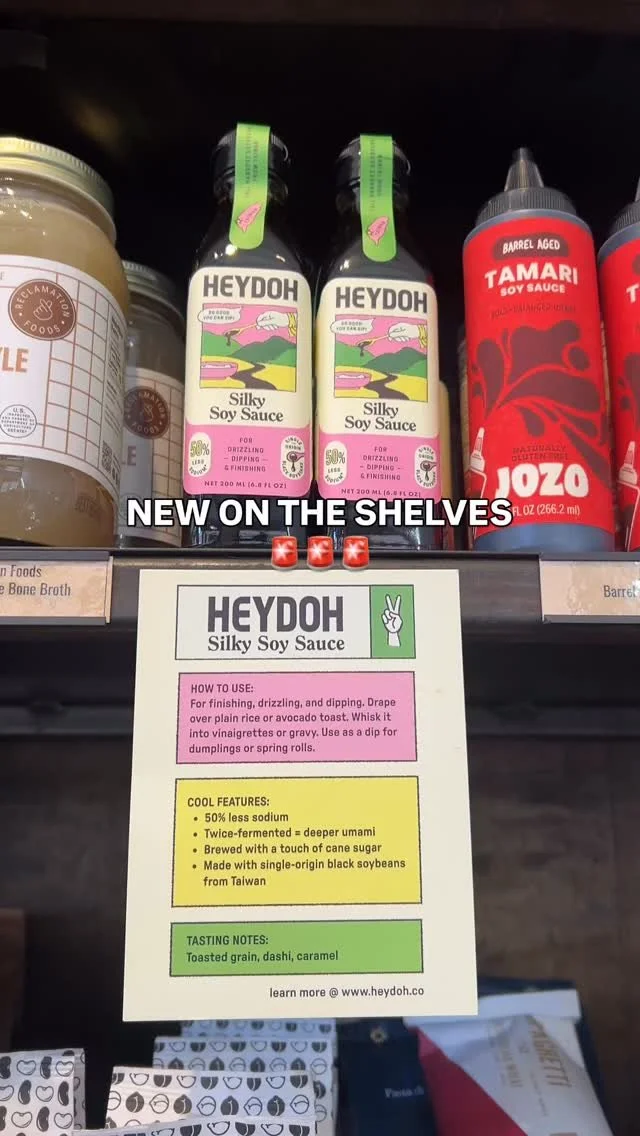 HEYDOH
Silky
Soy Sauce
FOR
DRIZZLING
– DIPPING –
& FINISHING
50%
LESS
SODIUM
NET 200 ML (6.8 FL OZ)
HEYDOH
Silky
Soy Sauce
FOR
DRIZZLING
– DIPPING –
& FINISHING
50%
LESS
SODIUM
NET 200 ML (6.8 FL OZ)
BARREL AGED
TAMARI
SOY SAUCE
NATURALLY
GLUTEN-FREE
JOZO
FL OZ (266.2 ml)
RECLAMATION
FOODS
NEW ON THE SHELVES
n Foods
e Bone Broth
Barrel
HEYDOH
Silky Soy Sauce
HOW TO USE:
For finishing, drizzling, and dipping. Drape
over plain rice or avocado toast. Whisk it
into vinaigrettes or gravy. Use as a dip for
dumplings or spring rolls.
COOL FEATURES:
• 50% less sodium
• Twice-fermented = deeper umami
• Brewed with a touch of cane sugar
• Made with single-origin black soybeans
from Taiwan
TASTING NOTES:
Toasted grain, dashi, caramel
learn more @ www.heydoh.co